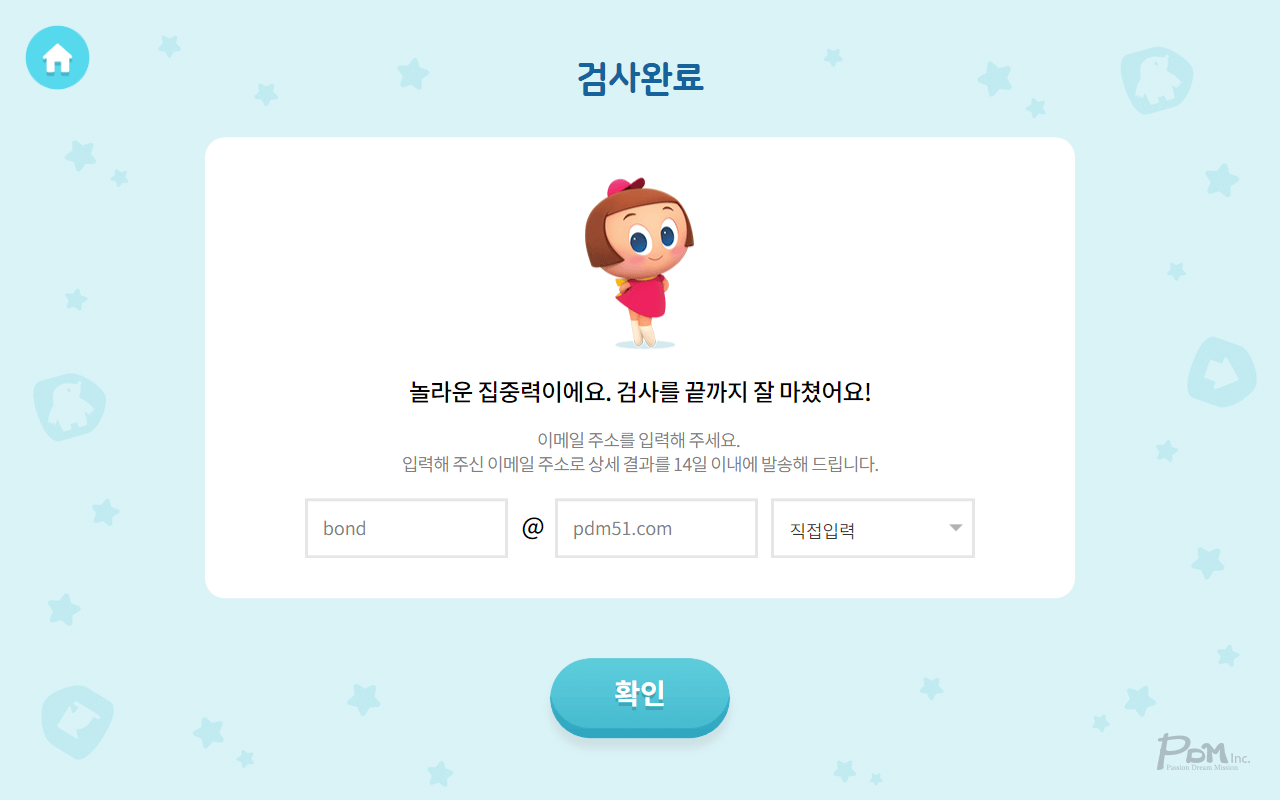 검사완료
놀라운 집중력이에요. 검사를 끝까지 잘 마쳤어요!
이메일 주소를 입력해 주세요.
입력해 주신 이메일 주소로 상세 결과를 14일 이내에 발송해 드립니다.
bond @ pdm51.com 직접입력
확인
PDM Inc.
Passion Dream Mission